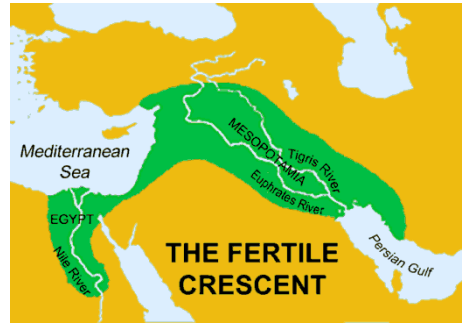 Mediterranean
Sea
MESOPOTAMIA
Tigris River
Euphrates River
EGYPT
Nile River
Persian Gulf
THE FERTILE
CRESCENT